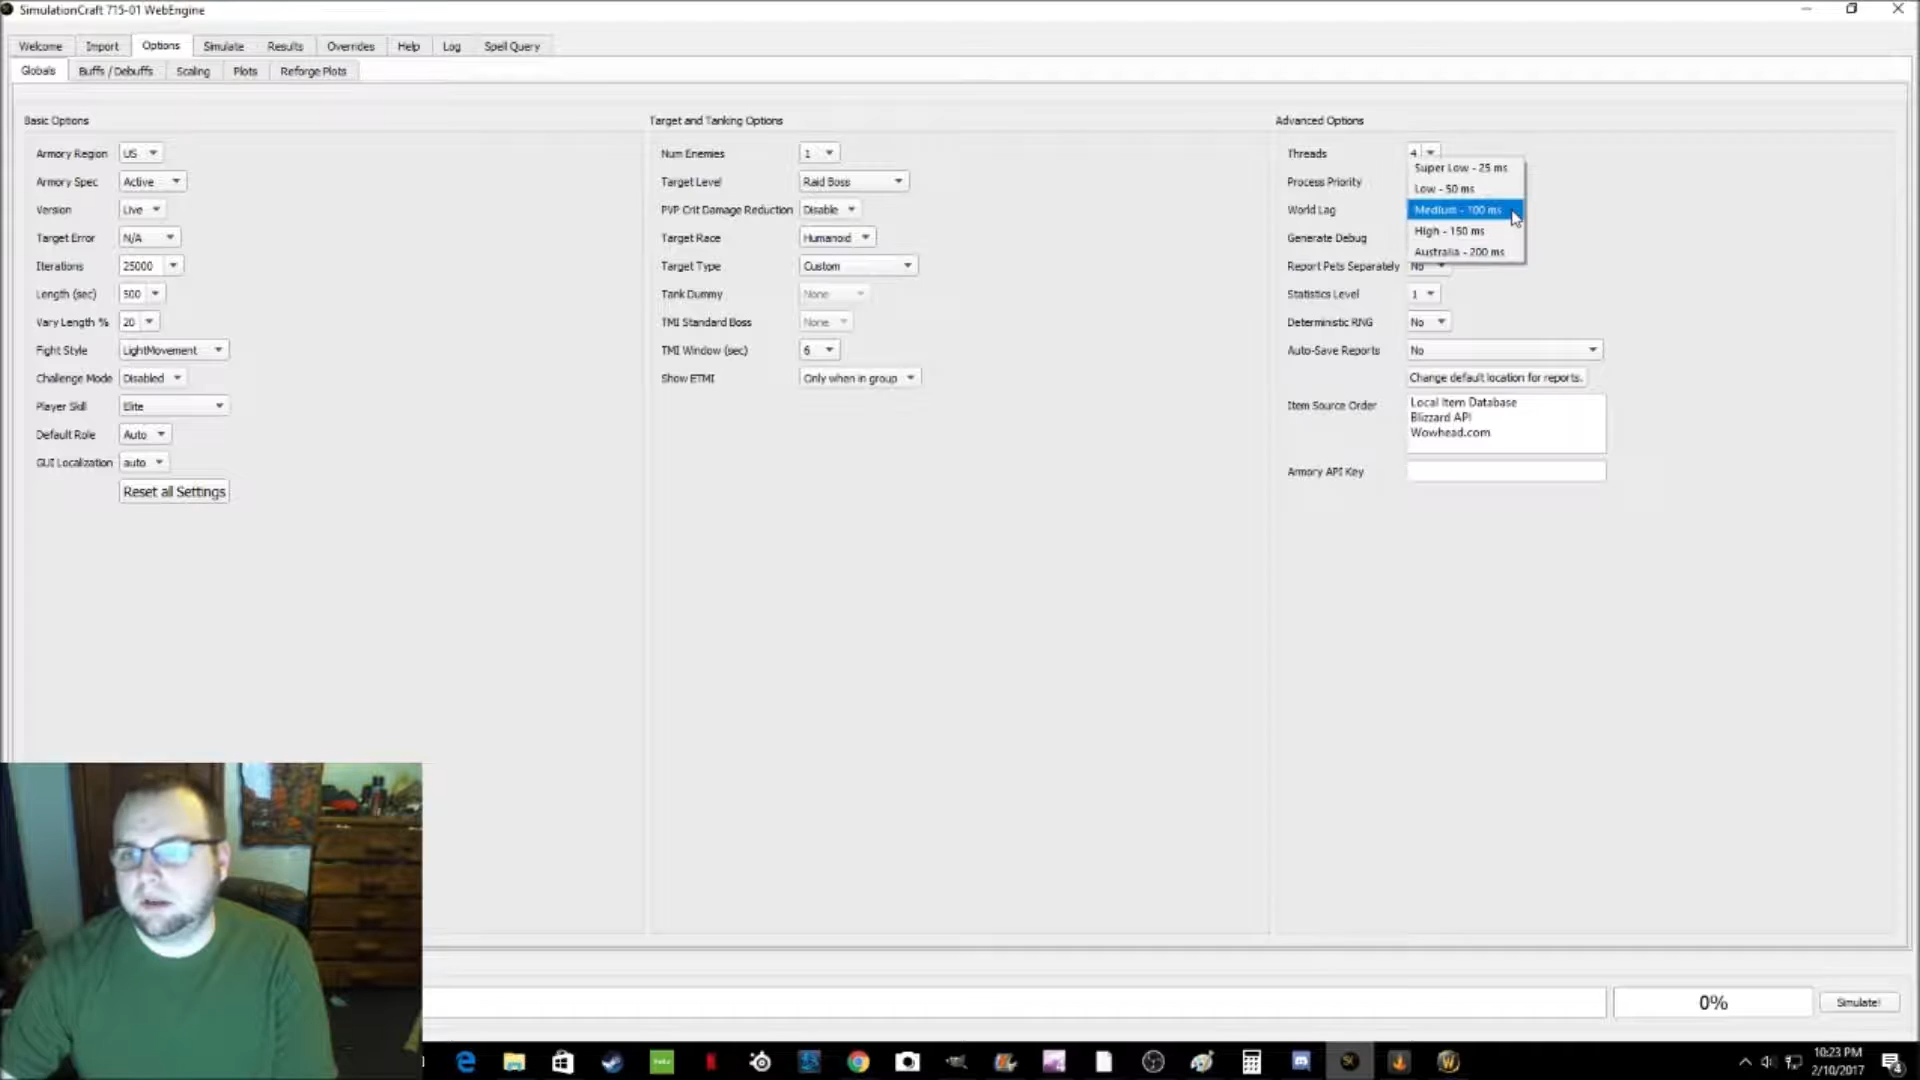 SimulationCraft 715-01 WebEngine
Welcome Import Options Simulate Results Overrides Help Log Spell Query
Globals Buffs / Debuffs Scaling Plots Reforge Plots
Basic Options
Armory Region US
Armory Spec Active
Version Live
Target Error N/A
Iterations 25000
Length (sec) 500
Vary Length % 20
Fight Style LightMovement
Challenge Mode Disabled
Player Skill Elite
Default Role Auto
GUI Localization auto
Reset all Settings
Target and Tanking Options
Num Enemies 1
Target Level Raid Boss
PVP Crit Damage Reduction Disable
Target Race Humanoid
Target Type Custom
Tank Dummy None
TMI Standard Boss None
TMI Window (sec) 6
Show ETMI Only when in group
Advanced Options
Threads 4
Process Priority
World Lag
Super Low - 25 ms
Low - 50 ms
Medium - 100 ms
High - 150 ms
Australia - 200 ms
Generate Debug
Report Pets Separately No
Statistics Level 1
Deterministic RNG No
Auto-Save Reports No
Change default location for reports.
Item Source Order
Local Item Database
Blizzard API
Wowhead.com
Armory API Key
0% Simulate!
10:23 PM
2/10/2017
4